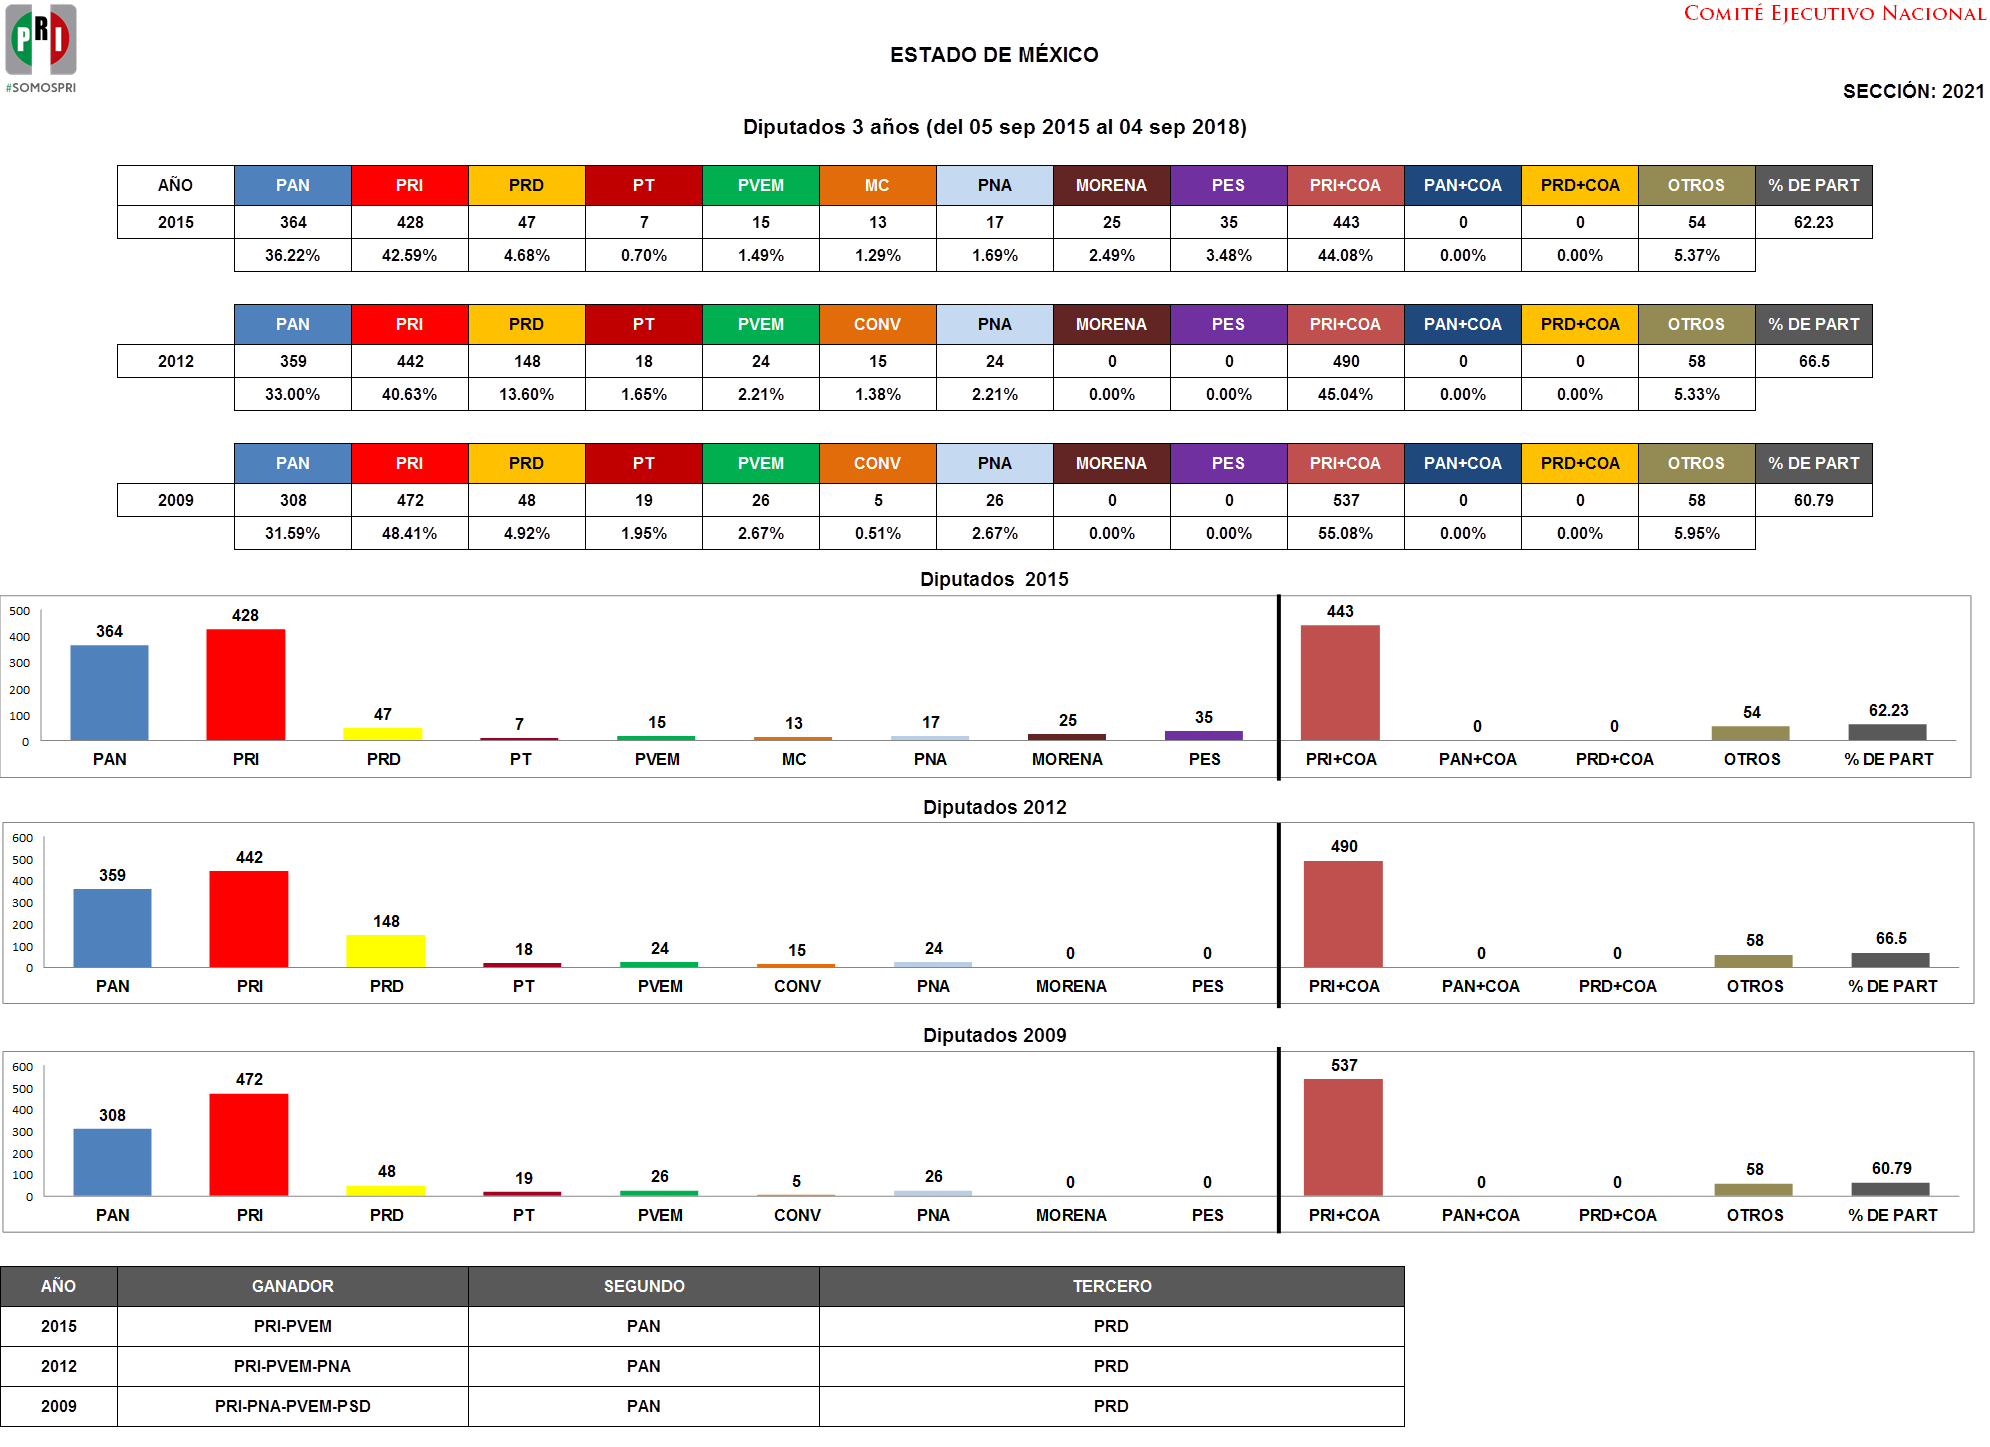 PRI
#SOMOSPRI
COMITÉ EJECUTIVO NACIONAL
ESTADO DE MÉXICO
SECCIÓN: 2021
Diputados 3 años (del 05 sep 2015 al 04 sep 2018)
AÑO PAN PRI PRD PT PVEM MC PNA MORENA PES PRI+COA PAN+COA PRD+COA OTROS % DE PART
2015 364 428 47 7 15 13 17 25 35 443 0 0 54 62.23
36.22% 42.59% 4.68% 0.70% 1.49% 1.29% 1.69% 2.49% 3.48% 44.08% 0.00% 0.00% 5.37%
PAN PRI PRD PT PVEM CONV PNA MORENA PES PRI+COA PAN+COA PRD+COA OTROS % DE PART
2012 359 442 148 18 24 15 24 0 0 490 0 0 58 66.5
33.00% 40.63% 13.60% 1.65% 2.21% 1.38% 2.21% 0.00% 0.00% 45.04% 0.00% 0.00% 5.33%
PAN PRI PRD PT PVEM CONV PNA MORENA PES PRI+COA PAN+COA PRD+COA OTROS % DE PART
2009 308 472 48 19 26 5 26 0 0 537 0 0 58 60.79
31.59% 48.41% 4.92% 1.95% 2.67% 0.51% 2.67% 0.00% 0.00% 55.08% 0.00% 0.00% 5.95%
Diputados 2015
500
400
300
200
100
0
364 428 47 7 15 13 17 25 35 443 0 0 54 62.23
PAN PRI PRD PT PVEM MC PNA MORENA PES PRI+COA PAN+COA PRD+COA OTROS % DE PART
Diputados 2012
600
500
400
300
200
100
0
359 442 148 18 24 15 24 0 0 490 0 0 58 66.5
PAN PRI PRD PT PVEM CONV PNA MORENA PES PRI+COA PAN+COA PRD+COA OTROS % DE PART
Diputados 2009
600
500
400
300
200
100
0
308 472 48 19 26 5 26 0 0 537 0 0 58 60.79
PAN PRI PRD PT PVEM CONV PNA MORENA PES PRI+COA PAN+COA PRD+COA OTROS % DE PART
AÑO GANADOR SEGUNDO TERCERO
2015 PRI-PVEM PAN PRD
2012 PRI-PVEM-PNA PAN PRD
2009 PRI-PNA-PVEM-PSD PAN PRD